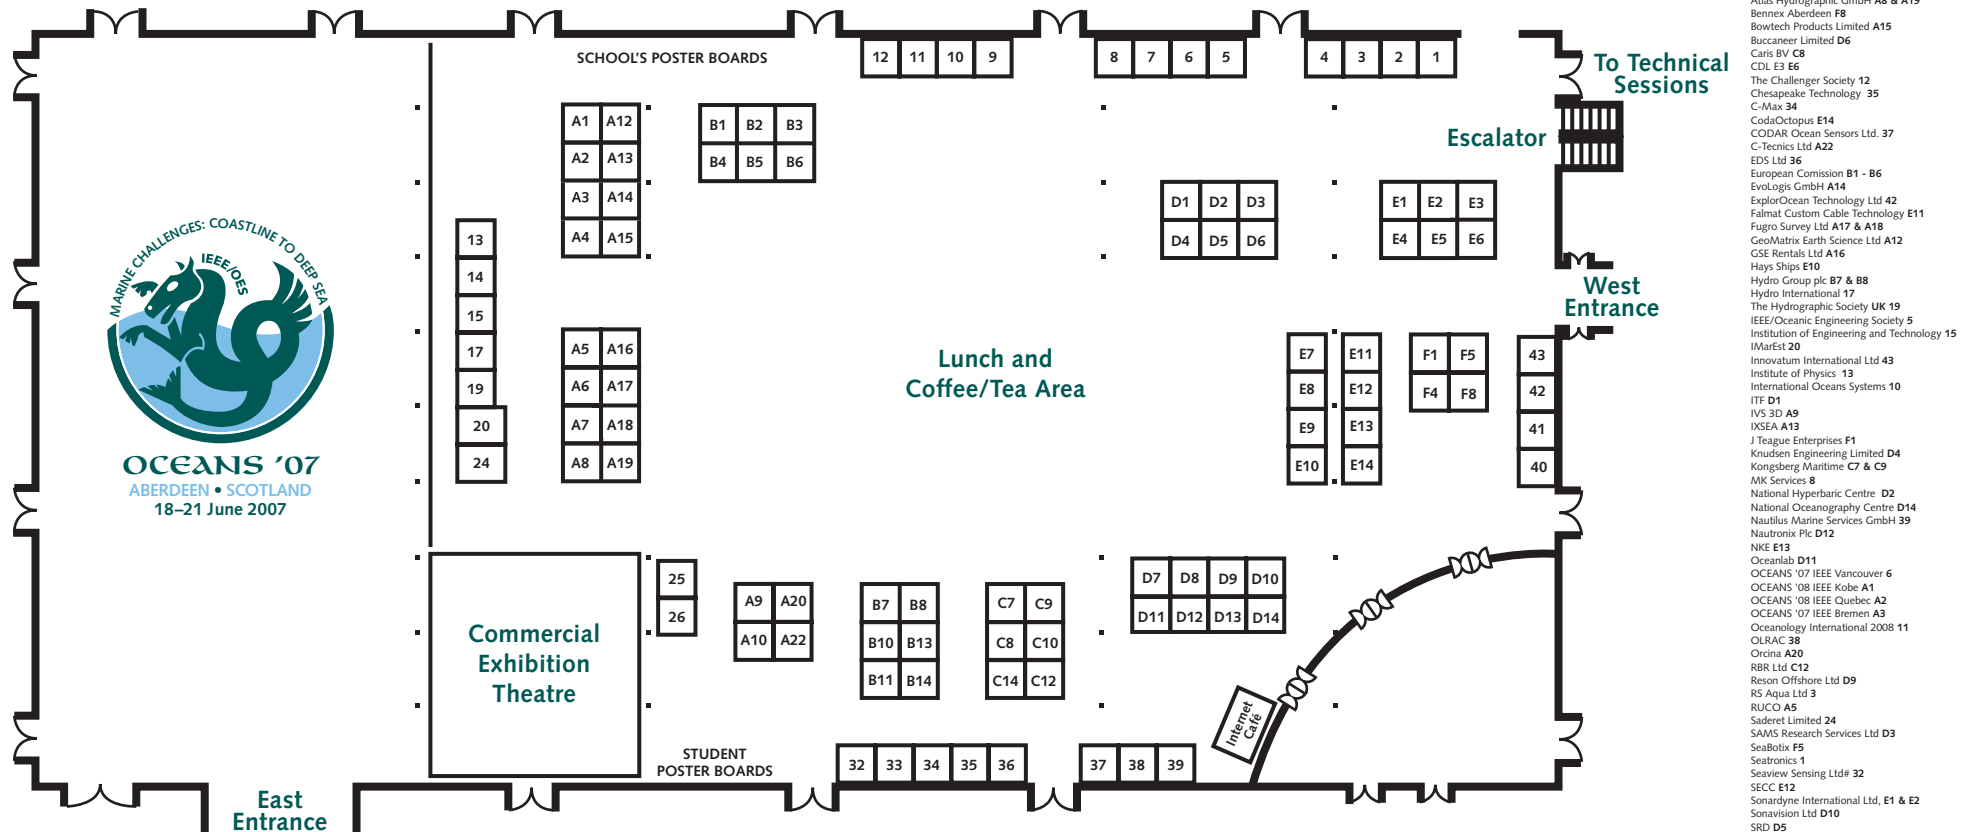 SCHOOL'S POSTER BOARDS
12 11 10 9
8 7 6 5
4 3 2 1
To Technical
Sessions
Escalator
A1 A12
A2 A13
A3 A14
A4 A15
B1 B2 B3
B4 B5 B6
D1 D2 D3
D4 D5 D6
E1 E2 E3
E4 E5 E6
MARINE CHALLENGES: COASTLINE TO DEEP SEA
IEEE/OES
OCEANS '07
ABERDEEN • SCOTLAND
18–21 June 2007
13
14
15
17
19
20
24
A5 A16
A6 A17
A7 A18
A8 A19
Lunch and
Coffee/Tea Area
West
Entrance
E7 E11
E8 E12
E9 E13
E10 E14
F1 F5
F4 F8
43
42
41
40
Commercial
Exhibition
Theatre
25
26
A9 A20
A10 A22
B7 B8
B10 B13
B11 B14
C7 C9
C8 C10
C14 C12
D7 D8 D9 D10
D11 D12 D13 D14
Internet
Café
STUDENT
POSTER BOARDS
32 33 34 35 36
37 38 39
East
Entrance
Atlas Hydrographic GmbH A8 & A19
Bennex Aberdeen F8
Bowtech Products Limited A15
Buccaneer Limited D6
Caris BV C8
CDL E3 E6
The Challenger Society 12
Chesapeake Technology 35
C-Max 34
CodaOctopus E14
CODAR Ocean Sensors Ltd. 37
C-Tecnics Ltd A22
EDS Ltd 36
European Comission B1 - B6
EvoLogis GmbH A14
ExplorOcean Technology Ltd 42
Falmat Custom Cable Technology E11
Fugro Survey Ltd A17 & A18
GeoMatrix Earth Science Ltd A12
GSE Rentals Ltd A16
Hays Ships E10
Hydro Group plc B7 & B8
Hydro International 17
The Hydrographic Society UK 19
IEEE/Oceanic Engineering Society 5
Institution of Engineering and Technology 15
IMarEst 20
Innovatum International Ltd 43
Institute of Physics 13
International Oceans Systems 10
ITF D1
IVS 3D A9
IXSEA A13
J Teague Enterprises F1
Knudsen Engineering Limited D4
Kongsberg Maritime C7 & C9
MK Services 8
National Hyperbaric Centre D2
National Oceanography Centre D14
Nautilus Marine Services GmbH 39
Nautronix Plc D12
NKE E13
Oceanlab D11
OCEANS '07 IEEE Vancouver 6
OCEANS '08 IEEE Kobe A1
OCEANS '08 IEEE Quebec A2
OCEANS '07 IEEE Bremen A3
Oceanology International 2008 11
OLRAC 38
Orcina A20
RBR Ltd C12
Reson Offshore Ltd D9
RS Aqua Ltd 3
RUCO A5
Saderet Limited 24
SAMS Research Services Ltd D3
SeaBotix F5
Seatronics 1
Seaview Sensing Ltd# 32
SECC E12
Sonardyne International Ltd, E1 & E2
Sonavision Ltd D10
SRD D5